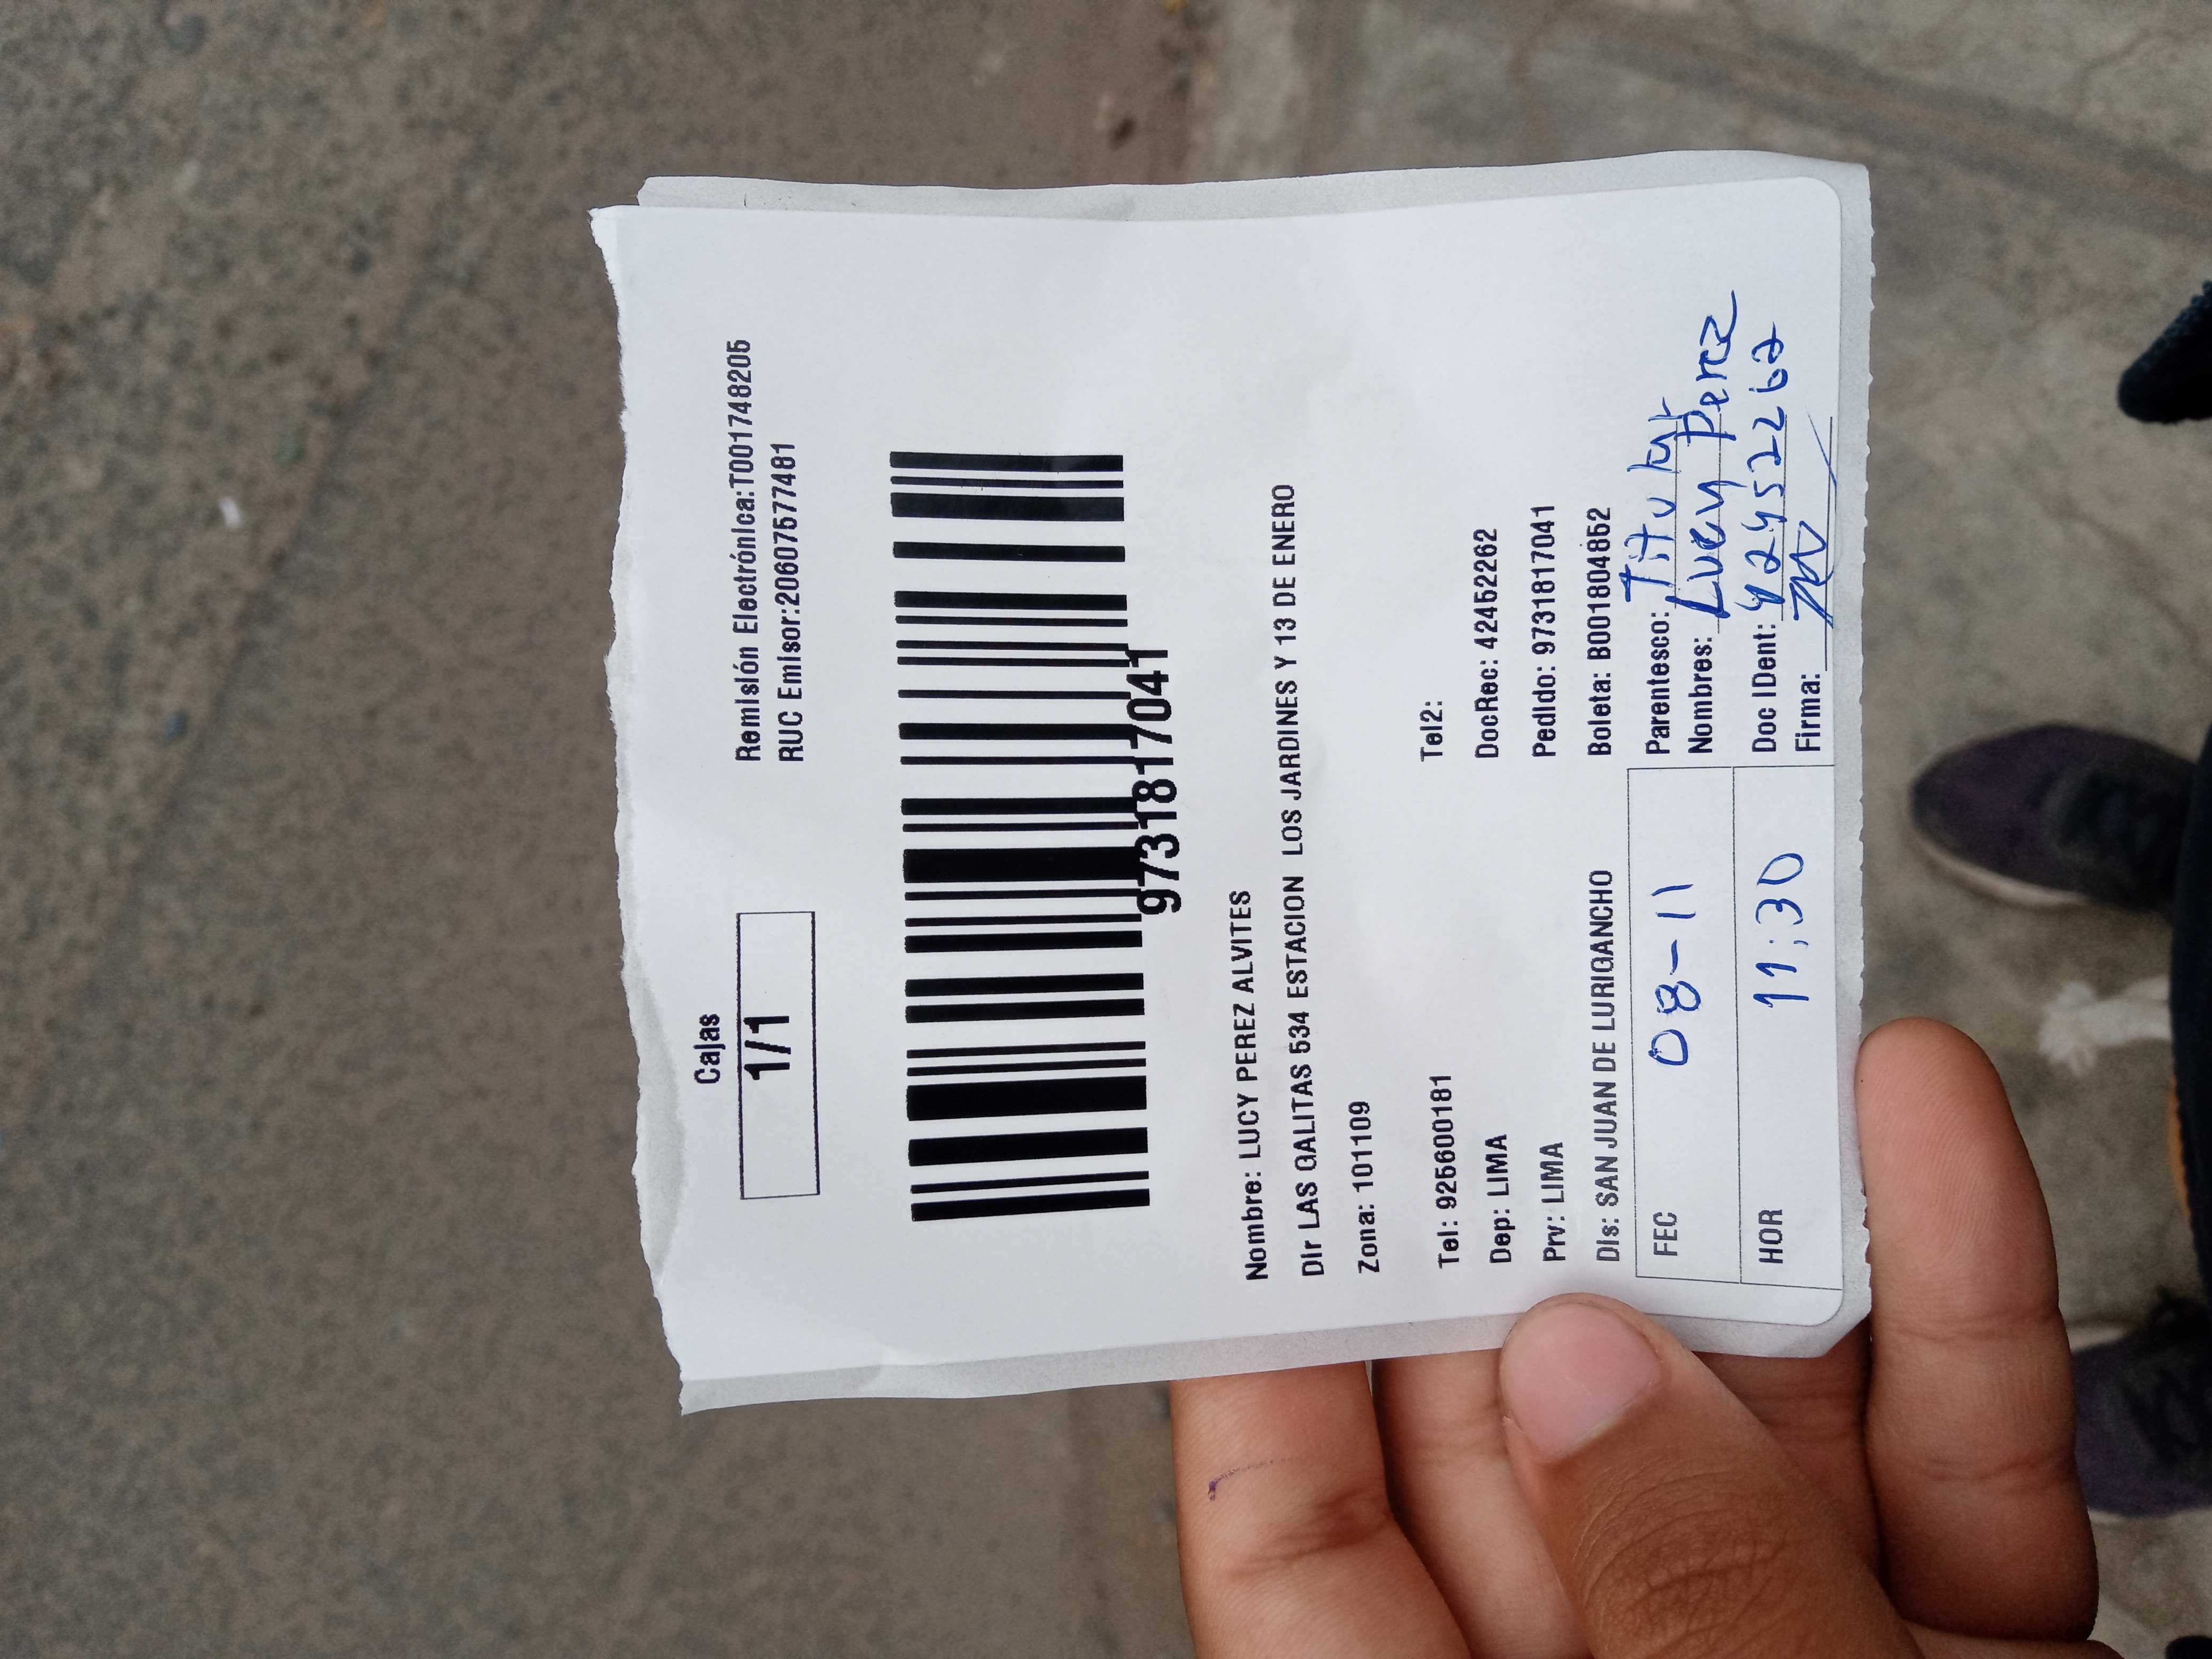 Cajas
1/1
Remisión Electrónica:T001748205
RUC Emisor:20607577481
97318170​41
Nombre: LUCY PEREZ ALVITES
Dir LAS GALITAS 534 ESTACION LOS JARDINES Y 13 DE ENERO
Zona: 101109
Tel: 925600181 Tel2:
Dep: LIMA DocRec: 42452262
Prv: LIMA Pedido: 9731817041
Dis: SAN JUAN DE LURIGANCHO Boleta: B001804852
FEC 08-11 Parentesco: Titular
Nombres: Lucy Perez
HOR 11:30 Doc IDent: 42452262
Firma: